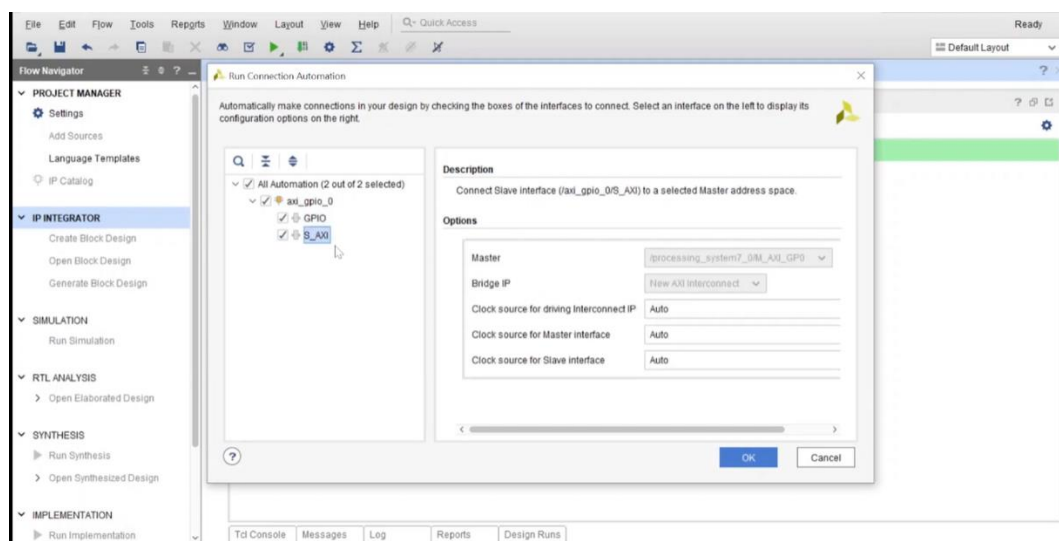 File Edit Flow Tools Reports Window Layout View Help Quick Access Ready
Default Layout
Flow Navigator
PROJECT MANAGER
Settings
Add Sources
Language Templates
IP Catalog
IP INTEGRATOR
Create Block Design
Open Block Design
Generate Block Design
SIMULATION
Run Simulation
RTL ANALYSIS
Open Elaborated Design
SYNTHESIS
Run Synthesis
Open Synthesized Design
IMPLEMENTATION
Run Implementation
Run Connection Automation
Automatically make connections in your design by checking the boxes of the interfaces to connect. Select an interface on the left to display its
configuration options on the right.
All Automation (2 out of 2 selected)
axi_gpio_0
GPIO
S_AXI
Description
Connect Slave interface (/axi_gpio_0/S_AXI) to a selected Master address space.
Options
Master /processing_system7_0/M_AXI_GP0
Bridge IP New AXI Interconnect
Clock source for driving Interconnect IP Auto
Clock source for Master interface Auto
Clock source for Slave interface Auto
? OK Cancel
Tcl Console Messages Log Reports Design Runs